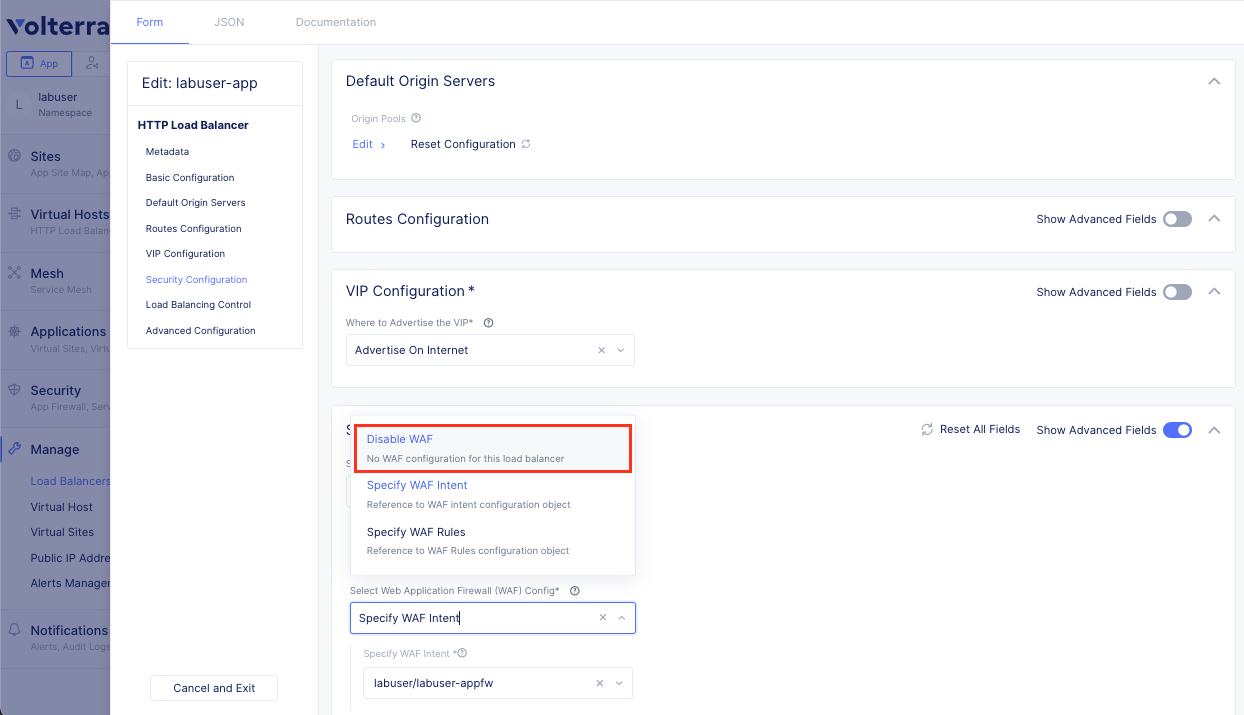 Volterra
App
L
labuser
Namespace
Sites
App Site Map, Ap
Virtual Hosts
HTTP Load Balan
Mesh
Service Mesh
Applications
Virtual Sites, Virtu
Security
App Firewall, Serv
Manage
Load Balancers
Virtual Host
Virtual Sites
Public IP Addre
Alerts Manager
Notifications
Alerts, Audit Logs
Form
JSON
Documentation
Edit: labuser-app
HTTP Load Balancer
Metadata
Basic Configuration
Default Origin Servers
Routes Configuration
VIP Configuration
Security Configuration
Load Balancing Control
Advanced Configuration
Cancel and Exit
Default Origin Servers
Origin Pools
Edit
Reset Configuration
Routes Configuration
Show Advanced Fields
VIP Configuration *
Show Advanced Fields
Where to Advertise the VIP*
Advertise On Internet
Reset All Fields
Show Advanced Fields
Disable WAF
No WAF configuration for this load balancer
Specify WAF Intent
Reference to WAF intent configuration object
Specify WAF Rules
Reference to WAF Rules configuration object
Select Web Application Firewall (WAF) Config*
Specify WAF Intent
Specify WAF Intent *
labuser/labuser-appfw